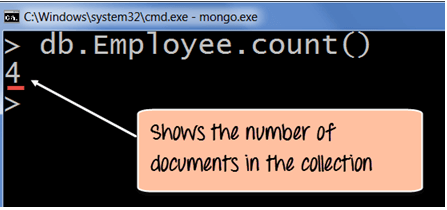 C:\Windows\system32\cmd.exe - mongo.exe
> db.Employee.count()
4
>
Shows the number of
documents in the collection